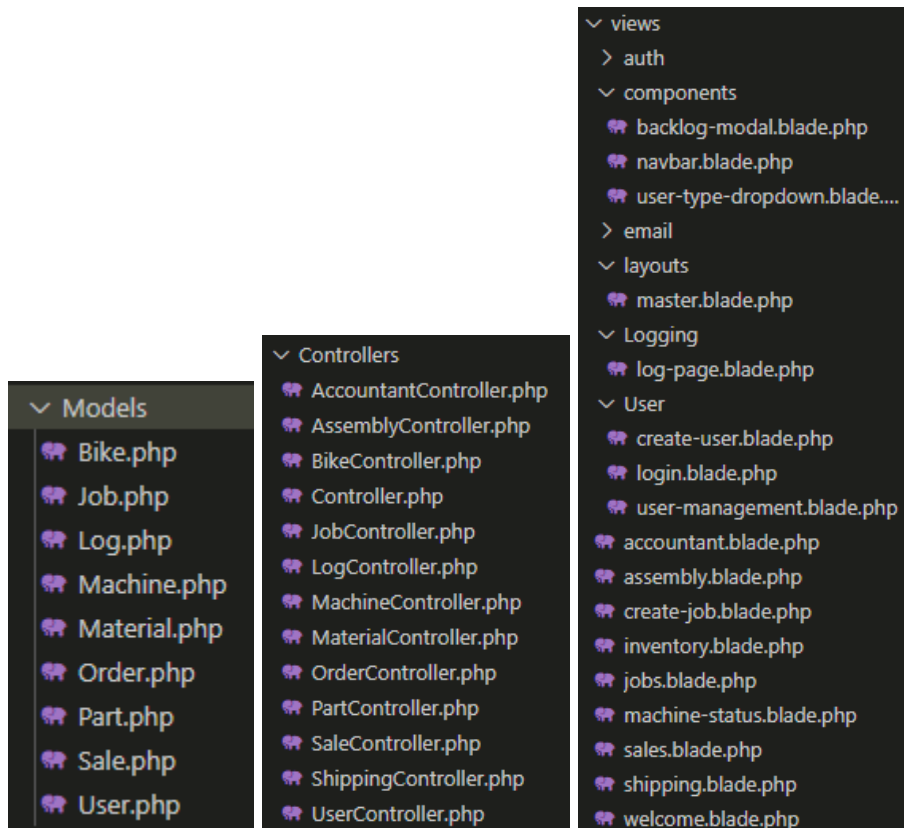 Models
Bike.php
Job.php
Log.php
Machine.php
Material.php
Order.php
Part.php
Sale.php
User.php
Controllers
AccountantController.php
AssemblyController.php
BikeController.php
Controller.php
JobController.php
LogController.php
MachineController.php
MaterialController.php
OrderController.php
PartController.php
SaleController.php
ShippingController.php
UserController.php
views
auth
components
backlog-modal.blade.php
navbar.blade.php
user-type-dropdown.blade....
email
layouts
master.blade.php
Logging
log-page.blade.php
User
create-user.blade.php
login.blade.php
user-management.blade.php
accountant.blade.php
assembly.blade.php
create-job.blade.php
inventory.blade.php
jobs.blade.php
machine-status.blade.php
sales.blade.php
shipping.blade.php
welcome.blade.php